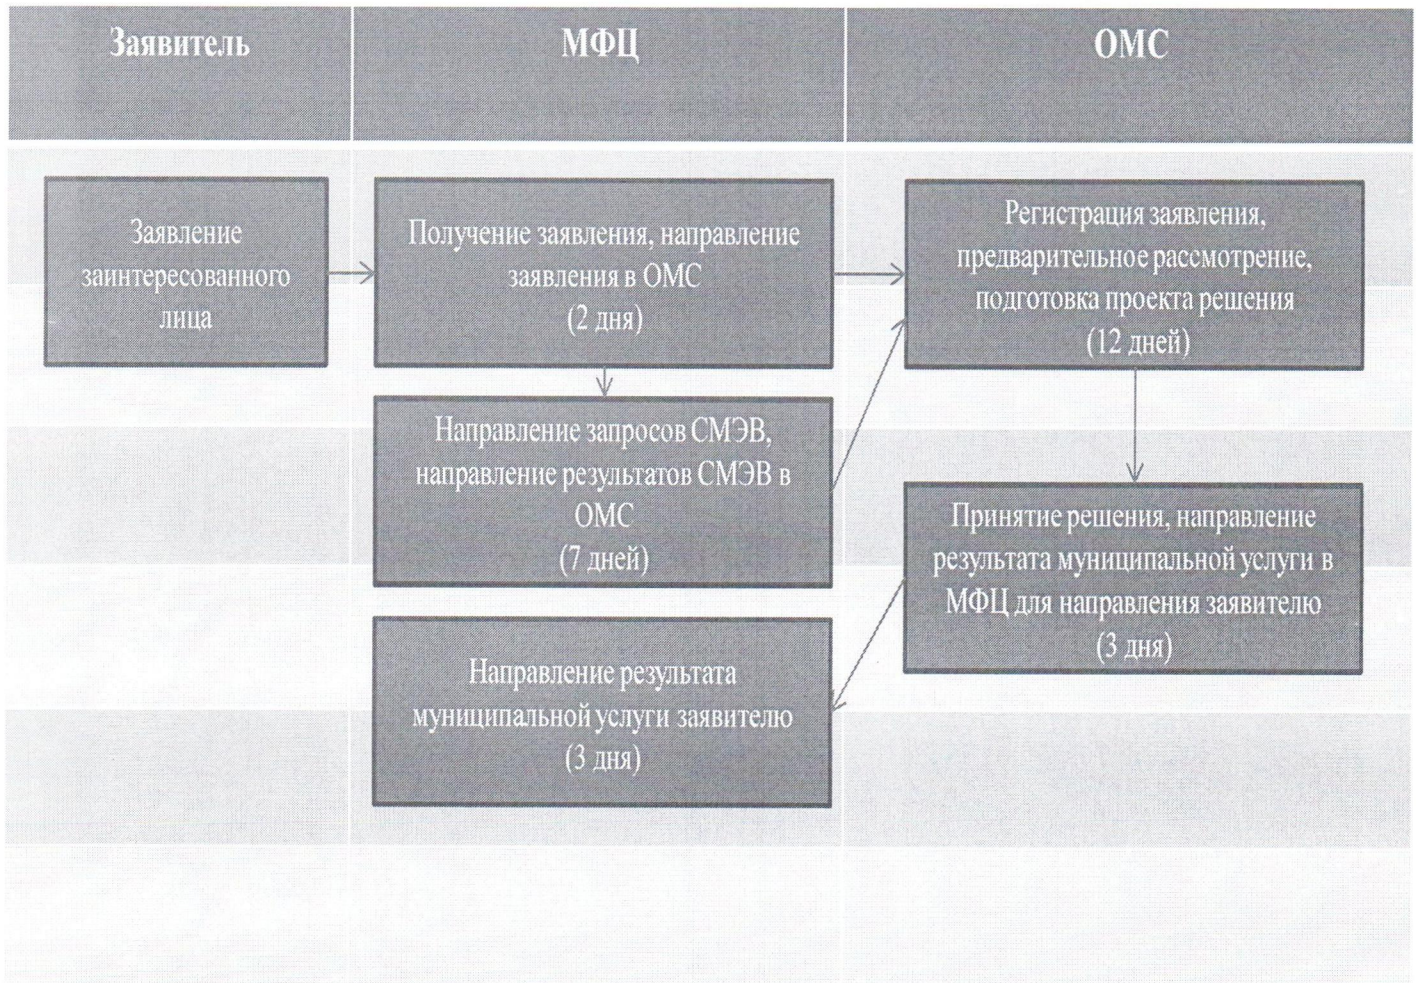 Заявитель
МФЦ
ОМС
Заявление
заинтересованного
лица
Получение заявления, направление
заявления в ОМС
(2 дня)
Регистрация заявления,
предварительное рассмотрение,
подготовка проекта решения
(12 дней)
Направление запросов СМЭВ,
направление результатов СМЭВ в
ОМС
(7 дней)
Принятие решения, направление
результата муниципальной услуги в
МФЦ для направления заявителю
(3 дня)
Направление результата
муниципальной услуги заявителю
(3 дня)